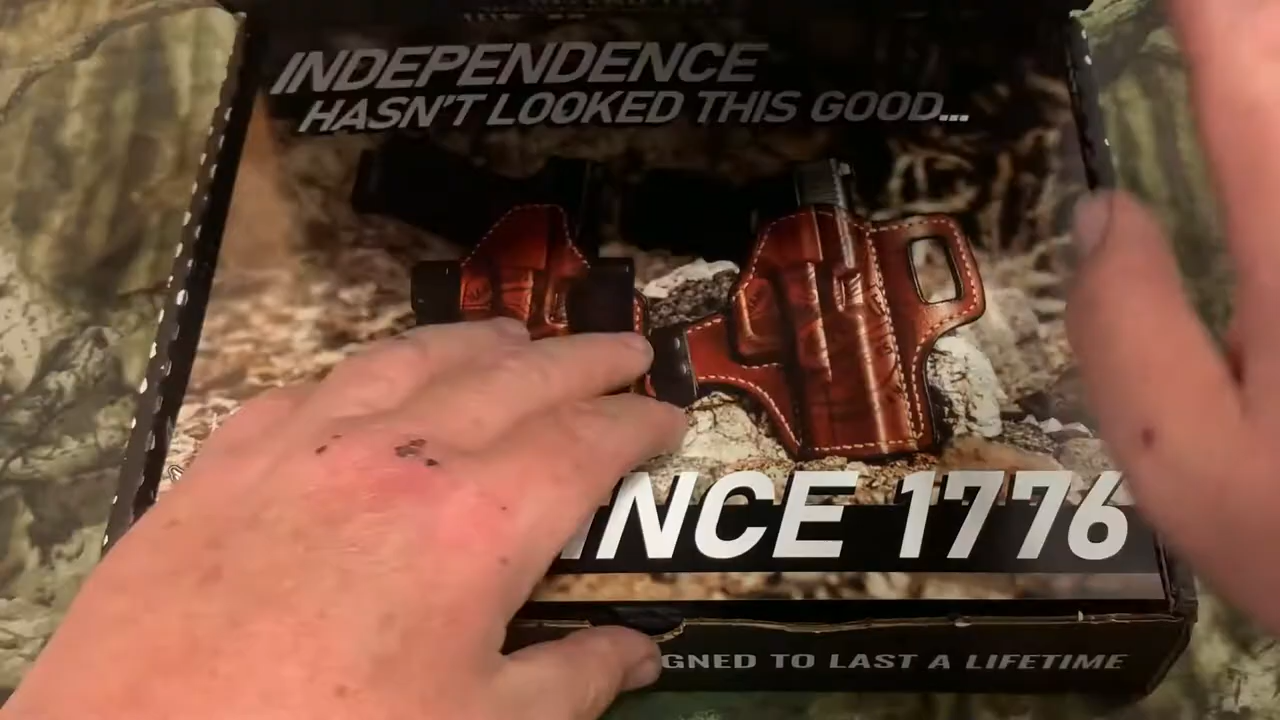 INDEPENDENCE
HASN'T LOOKED THIS GOOD...
INCE 1776
GNED TO LAST A LIFETIME